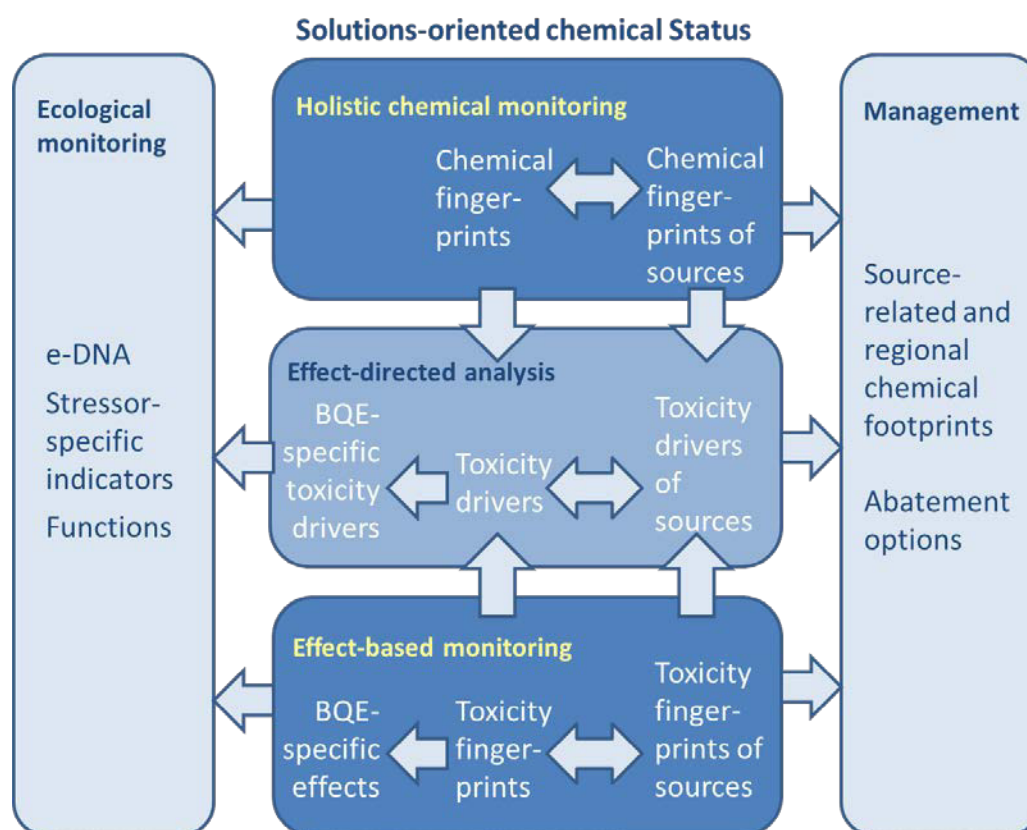 Solutions-oriented chemical Status
Ecological
monitoring
e-DNA
Stressor-
specific
indicators
Functions
Holistic chemical monitoring
Chemical
finger-
prints
Chemical
finger-
prints of
sources
Effect-directed analysis
BQE-
specific
toxicity
drivers
Toxicity
drivers
Toxicity
drivers
of
sources
Effect-based monitoring
BQE-
specific
effects
Toxicity
finger-
prints
Toxicity
finger-
prints of
sources
Management
Source-
related and
regional
chemical
footprints
Abatement
options